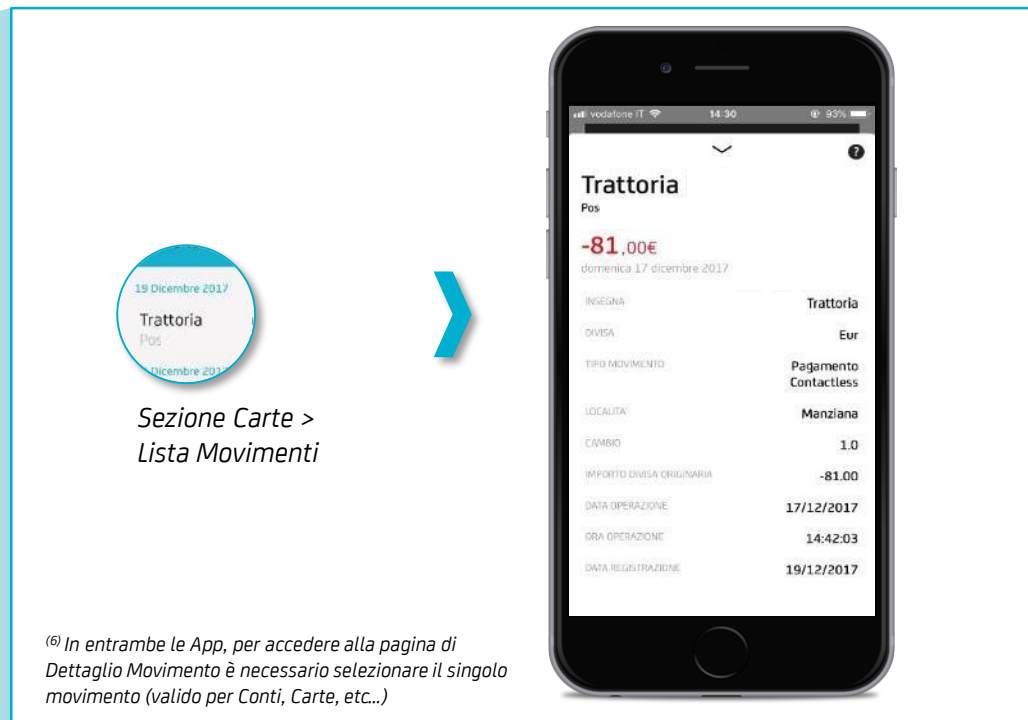 19 Dicembre 2017
Trattoria
Pos
Dicembre 201
Sezione Carte >
Lista Movimenti
(6) In entrambe le App, per accedere alla pagina di
Dettaglio Movimento è necessario selezionare il singolo
movimento (valido per Conti, Carte, etc...)
vodafone IT 14:30 93%
?
Trattoria
Pos
-81,00€
domenica 17 dicembre 2017
INSEGNA Trattoria
DIVISA Eur
TIPO MOVIMENTO Pagamento
Contactless
LOCALITA' Manziana
CAMBIO 1.0
IMPORTO DIVISA ORIGINARIA -81.00
DATA OPERAZIONE 17/12/2017
ORA OPERAZIONE 14:42:03
DATA REGISTRAZIONE 19/12/2017